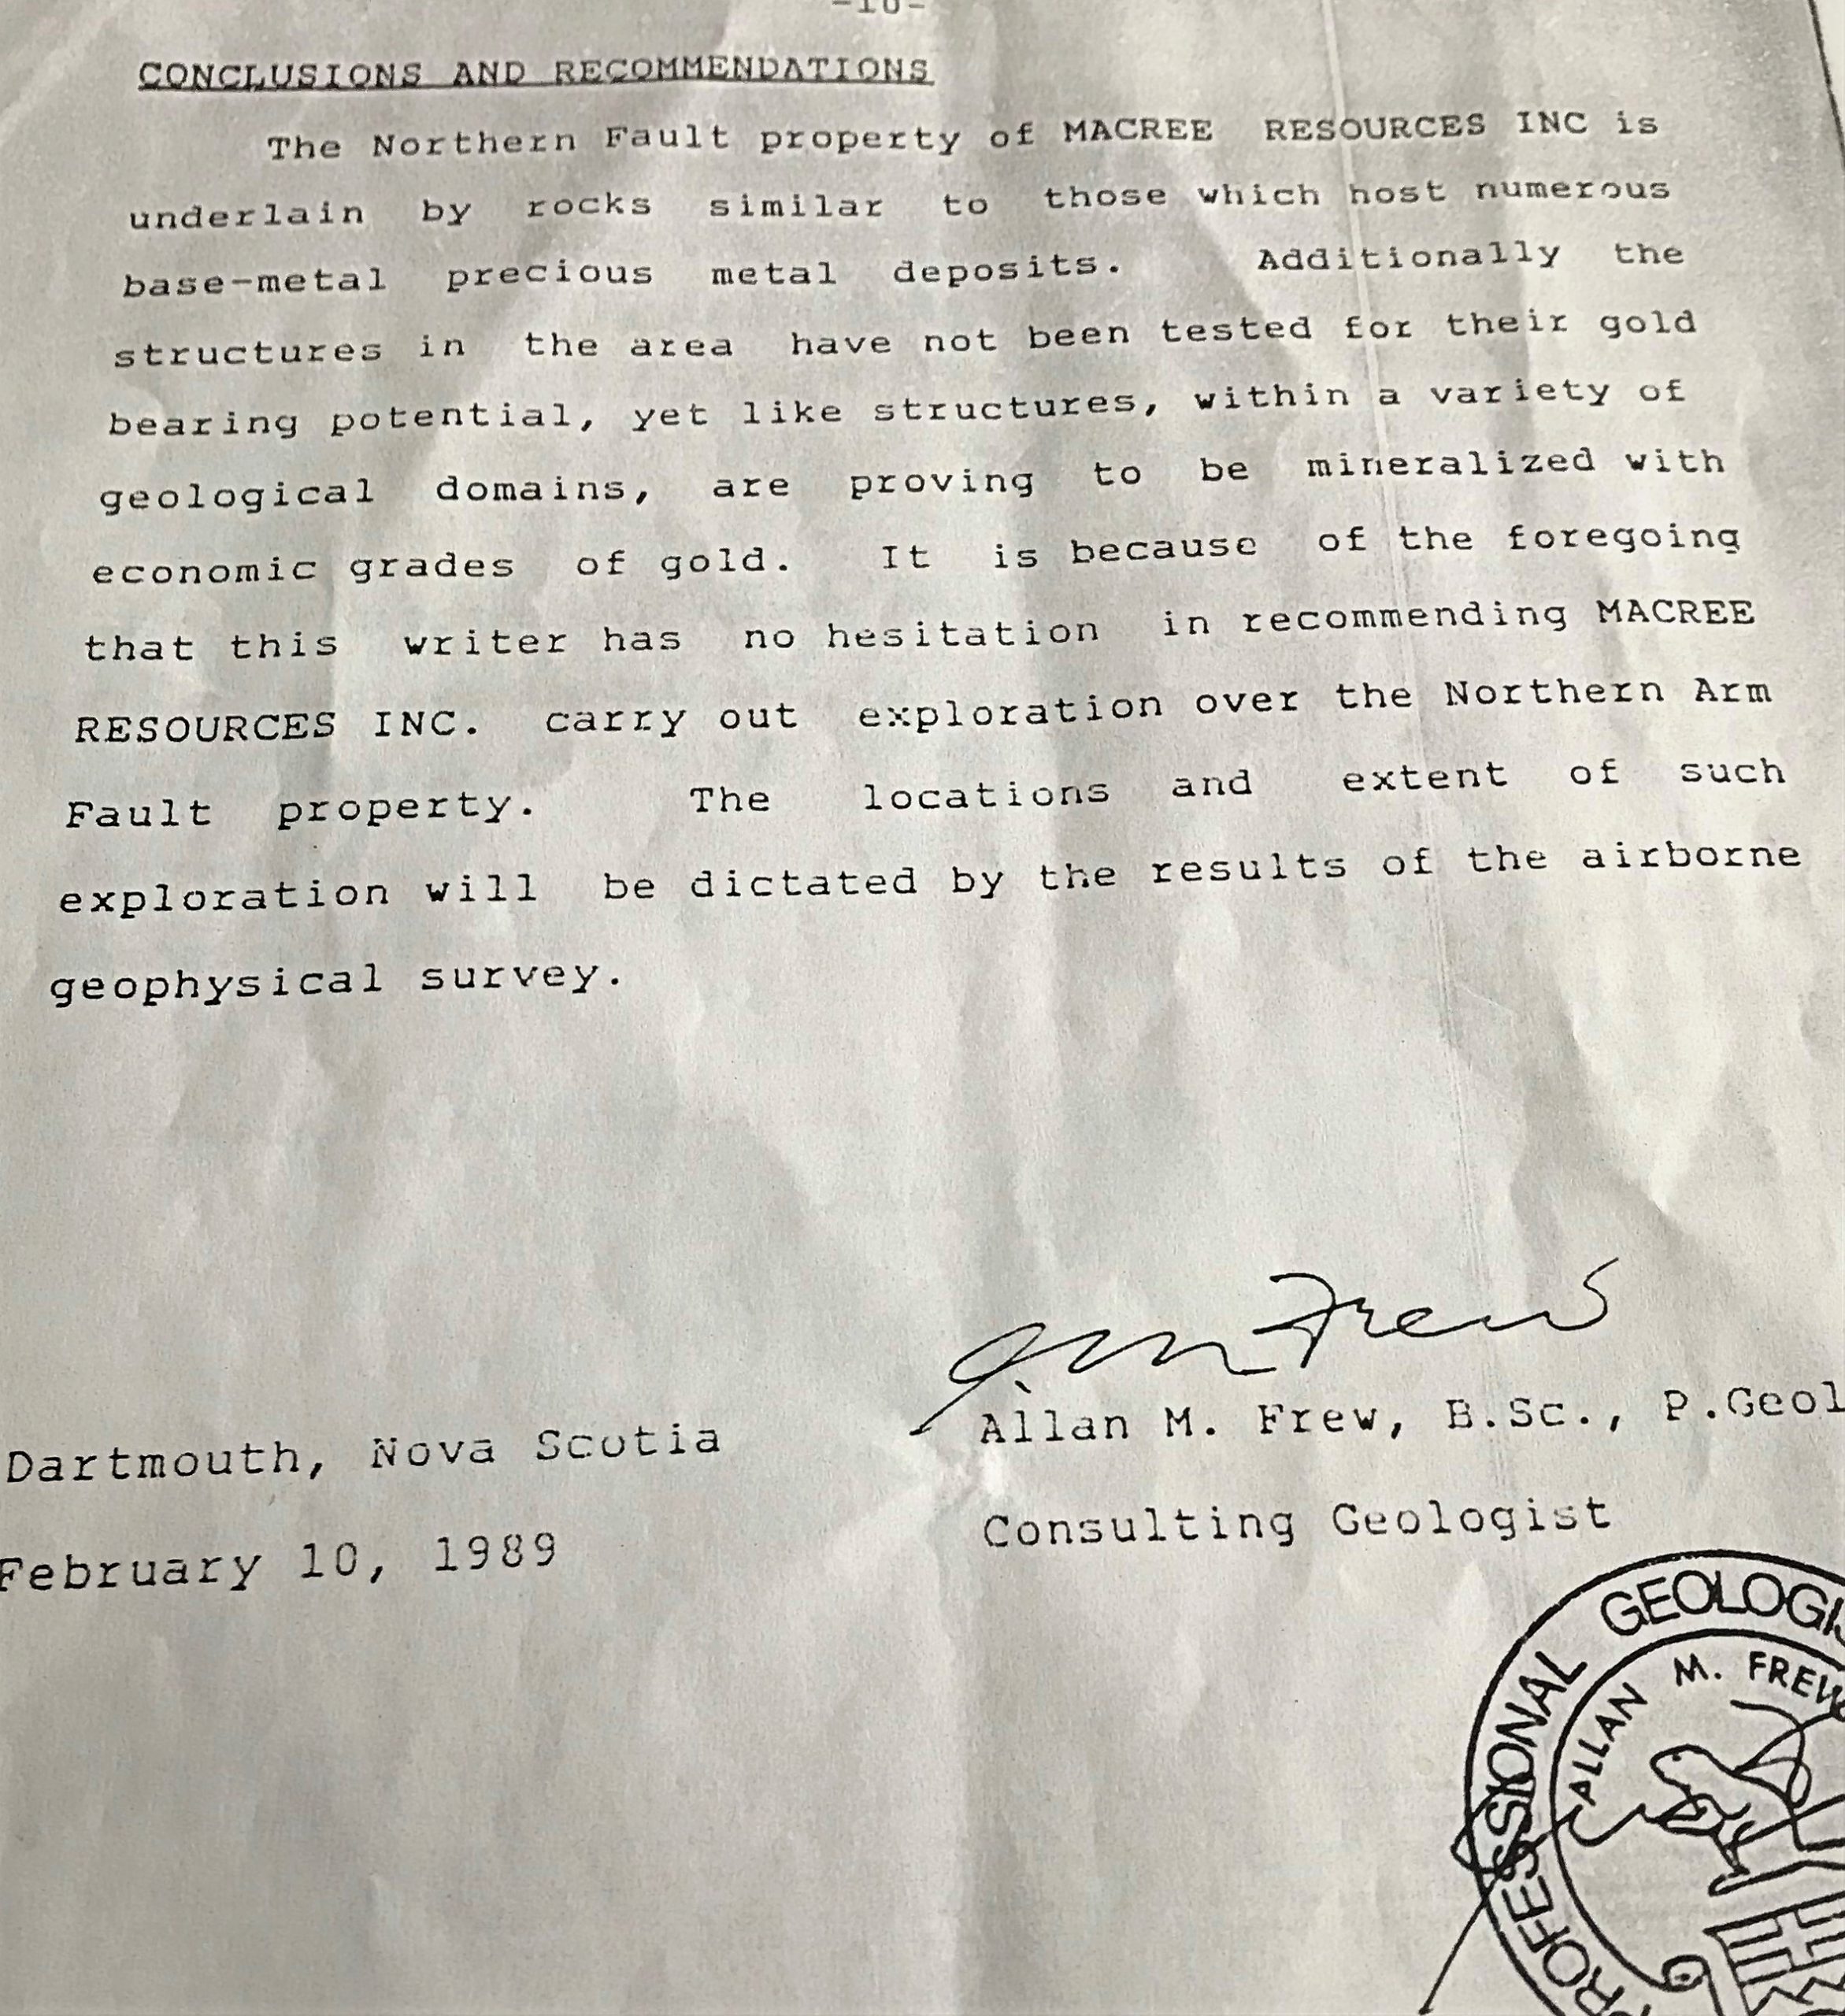 -10-
CONCLUSIONS AND RECOMMENDATIONS
The Northern Fault property of MACREE RESOURCES INC is
underlain by rocks similar to those which host numerous
base-metal precious metal deposits. Additionally the
structures in the area have not been tested for their gold
bearing potential, yet like structures, within a variety of
geological domains, are proving to be mineralized with
economic grades of gold. It is because of the foregoing
that this writer has no hesitation in recommending MACREE
RESOURCES INC. carry out exploration over the Northern Arm
Fault property. The locations and extent of such
exploration will be dictated by the results of the airborne
geophysical survey.
AM Frew
Allan M. Frew, B.Sc., P.Geol
Dartmouth, Nova Scotia
Consulting Geologist
February 10, 1989
PROFESSIONAL GEOLOGIS
ALLAN M. FREW